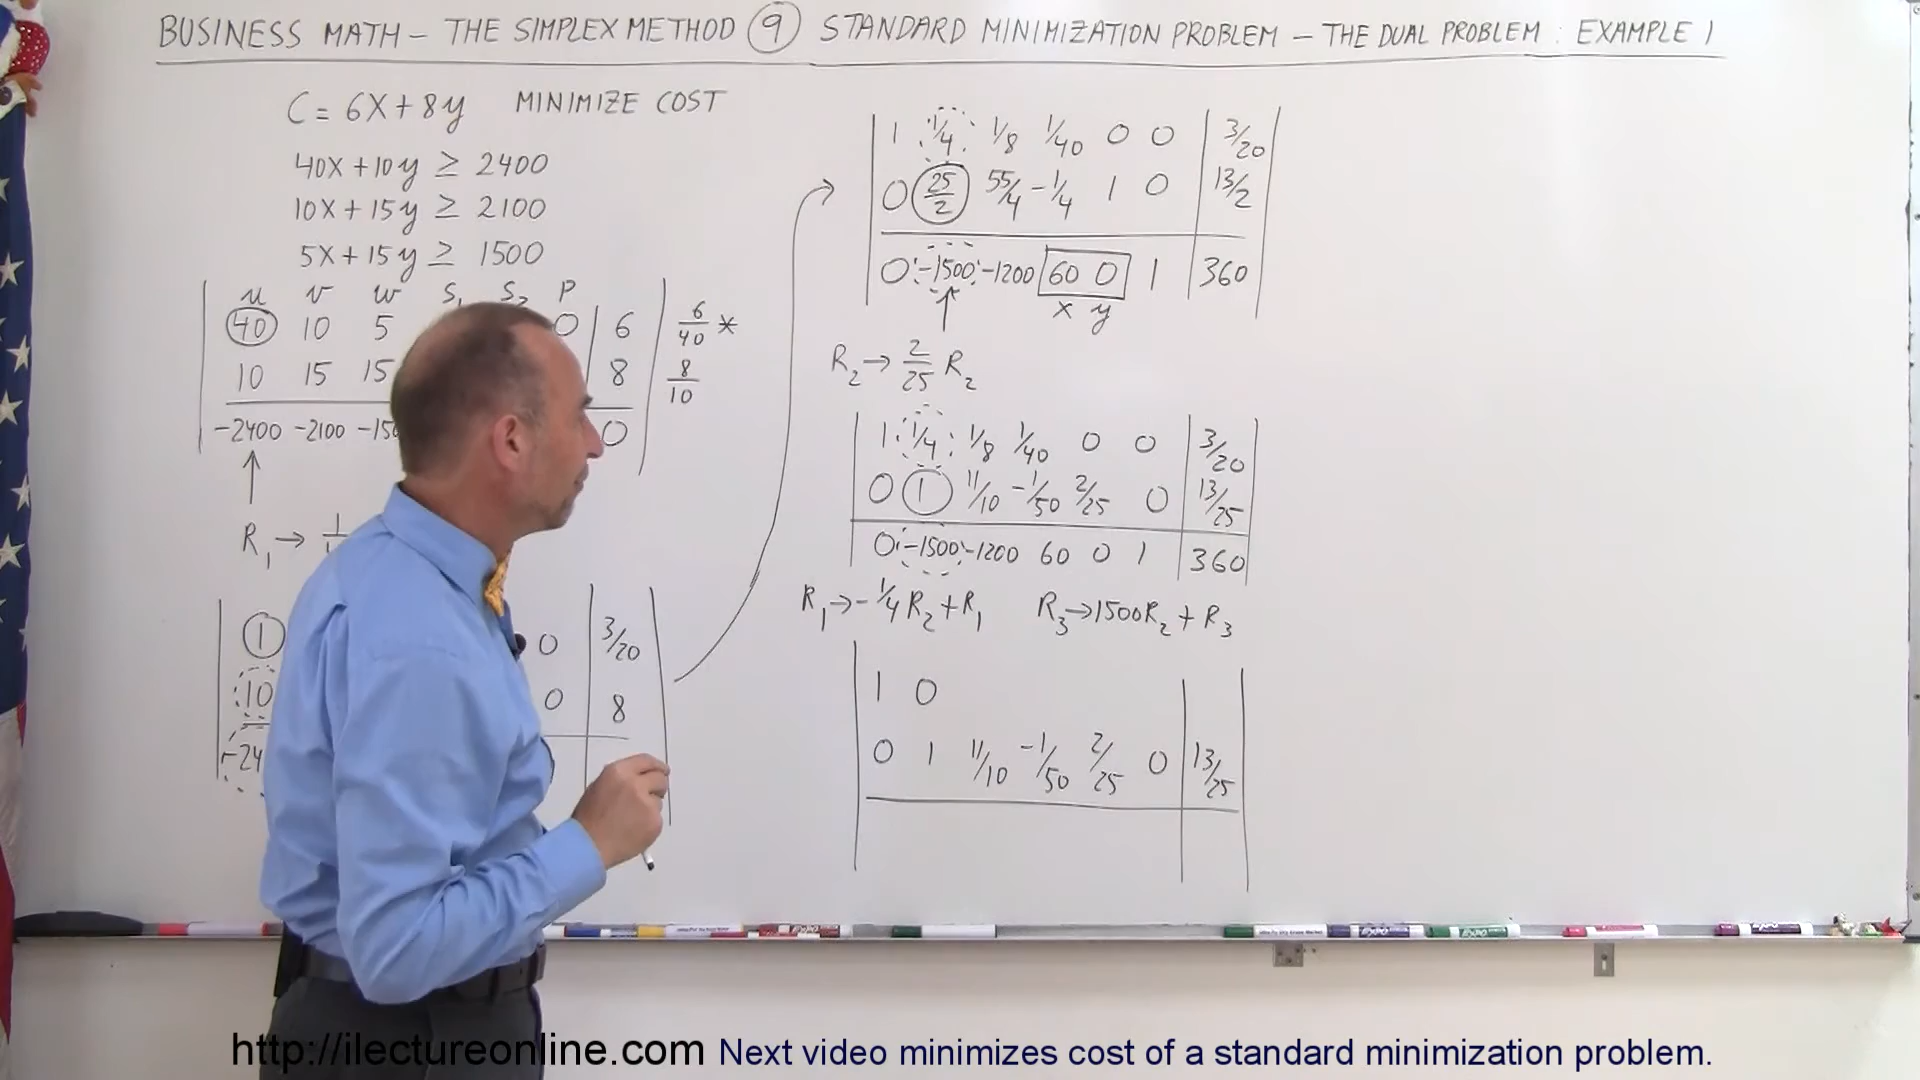 BUSINESS MATH - THE SIMPLEX METHOD 9 STANDARD MINIMIZATION PROBLEM - THE DUAL PROBLEM : EXAMPLE 1
C = 6X + 8y MINIMIZE COST
40X + 10y ≥ 2400
10X + 15y ≥ 2100
5X + 15y ≥ 1500
u v w S₁ S₂ P
40 10 5 0 6 6/40 *
10 15 15 8 8/10
-2400 -2100 -150 0
R₁ → 1
1 0 3/20
10 0 8
-24
1 1/4 1/8 1/40 0 0 3/20
0 25/2 55/4 -1/4 1 0 13/2
0 -1500 -1200 60 0 1 360
x y
R₂ → 2/25 R₂
1 1/4 1/8 1/40 0 0 3/20
0 1 11/10 -1/50 2/25 0 13/25
0 -1500 -1200 60 0 1 360
R₁ → -1/4 R₂ + R₁ R₃ → 1500R₂ + R₃
1 0
0 1 11/10 -1/50 2/25 0 13/25
http://ilectureonline.com Next video minimizes cost of a standard minimization problem.